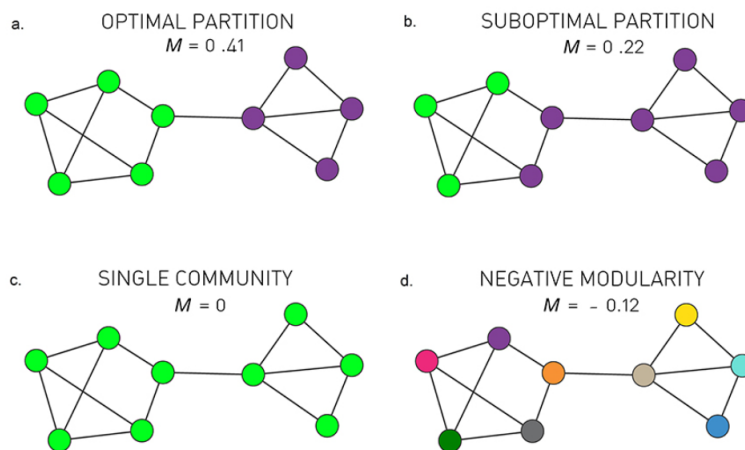 a. OPTIMAL PARTITION
M = 0 .41
b. SUBOPTIMAL PARTITION
M = 0 .22
c. SINGLE COMMUNITY
M = 0
d. NEGATIVE MODULARITY
M = - 0.12